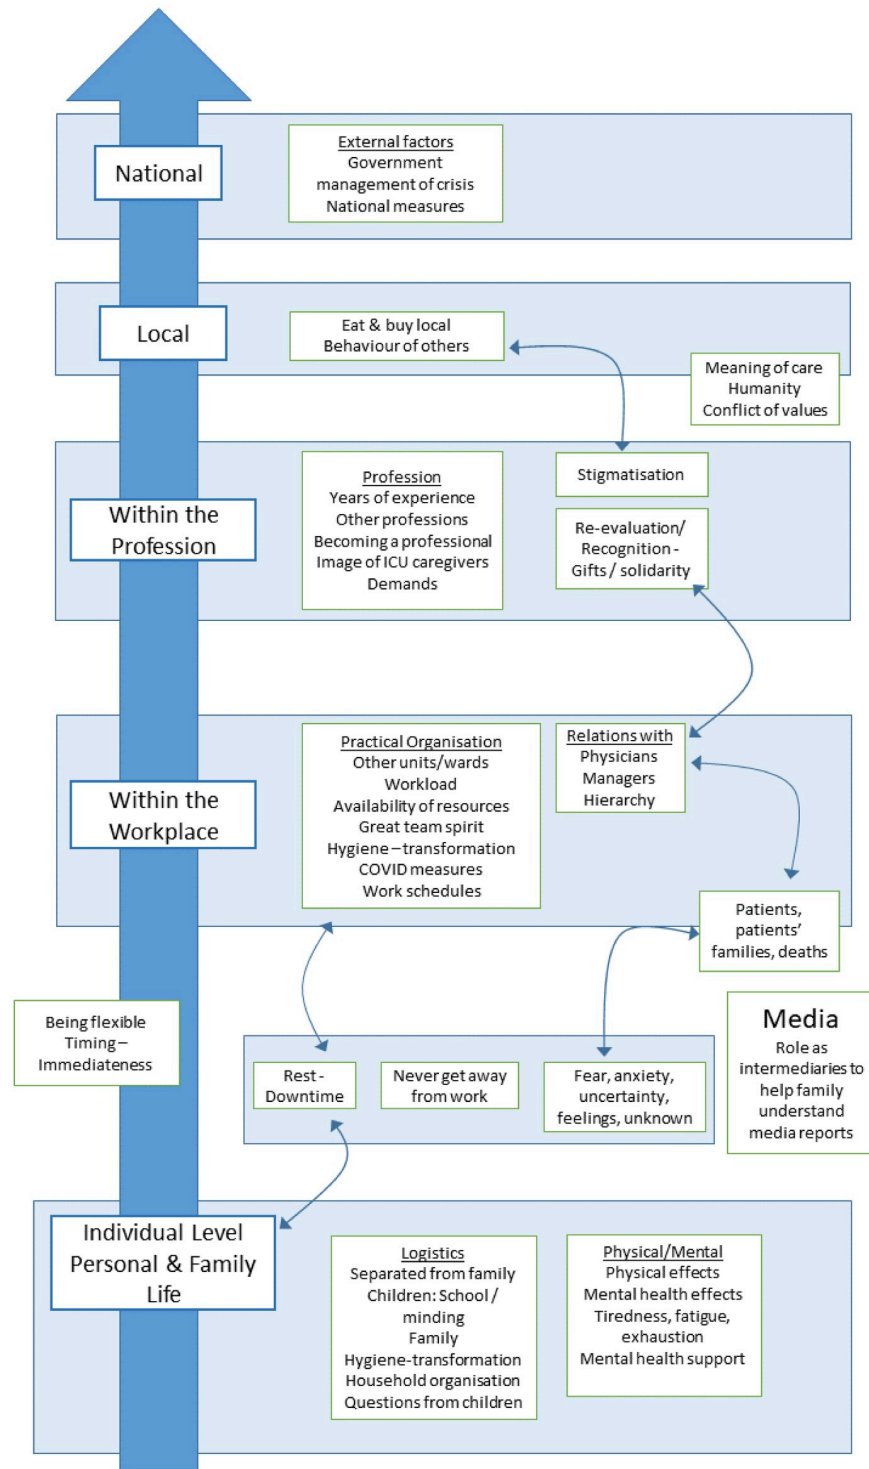 National
External factors
Government
management of crisis
National measures
Local
Eat & buy local
Behaviour of others
Meaning of care
Humanity
Conflict of values
Within the
Profession
Profession
Years of experience
Other professions
Becoming a professional
Image of ICU caregivers
Demands
Stigmatisation
Re-evaluation/
Recognition -
Gifts / solidarity
Within the
Workplace
Practical Organisation
Other units/wards
Workload
Availability of resources
Great team spirit
Hygiene – transformation
COVID measures
Work schedules
Relations with
Physicians
Managers
Hierarchy
Patients,
patients'
families, deaths
Being flexible
Timing –
Immediateness
Rest -
Downtime
Never get away
from work
Fear, anxiety,
uncertainty,
feelings, unknown
Media
Role as
intermediaries to
help family
understand
media reports
Individual Level
Personal & Family
Life
Logistics
Separated from family
Children: School /
minding
Family
Hygiene-transformation
Household organisation
Questions from children
Physical/Mental
Physical effects
Mental health effects
Tiredness, fatigue,
exhaustion
Mental health support